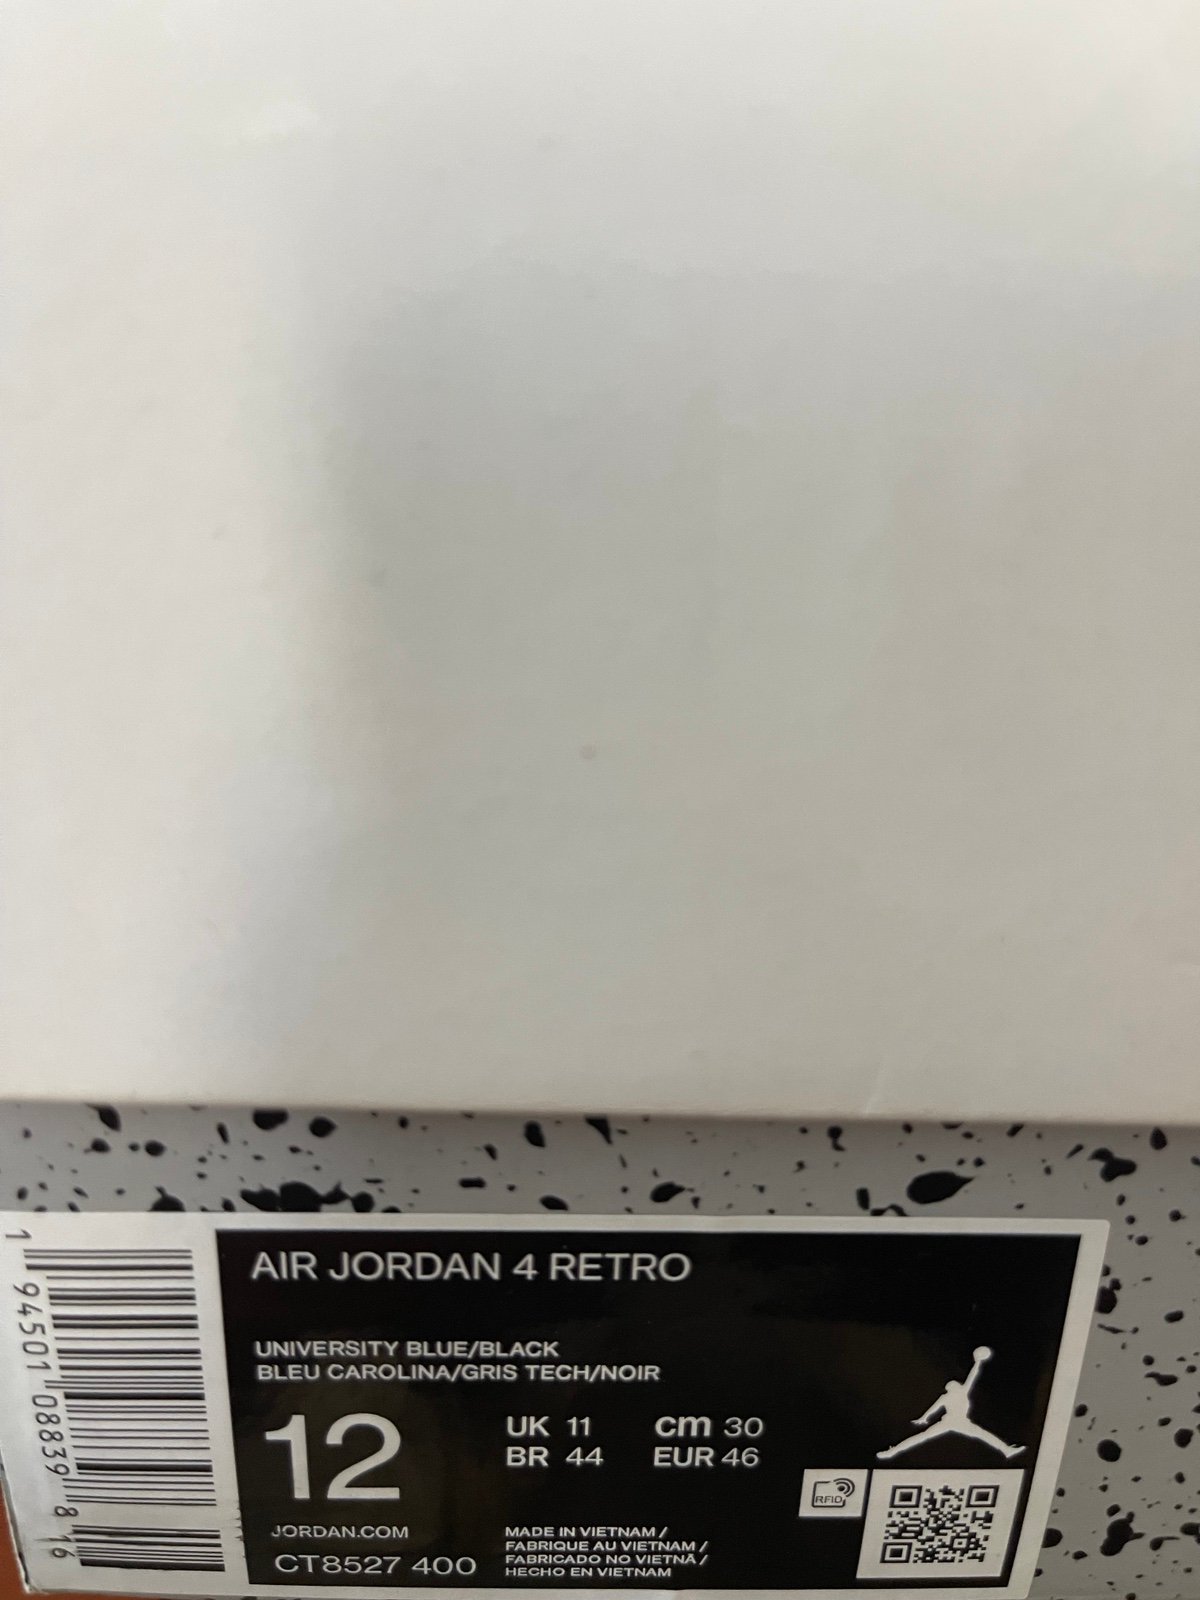 AIR JORDAN 4 RETRO
UNIVERSITY BLUE/BLACK
BLEU CAROLINA/GRIS TECH/NOIR
12
UK 11
cm 30
BR 44
EUR 46
RFID
JORDAN.COM
CT8527 400
MADE IN VIETNAM /
FABRIQUE AU VIETNAM /
FABRICADO NO VIETNÃ /
HECHO EN VIETNAM
1 94501 08839 8 16